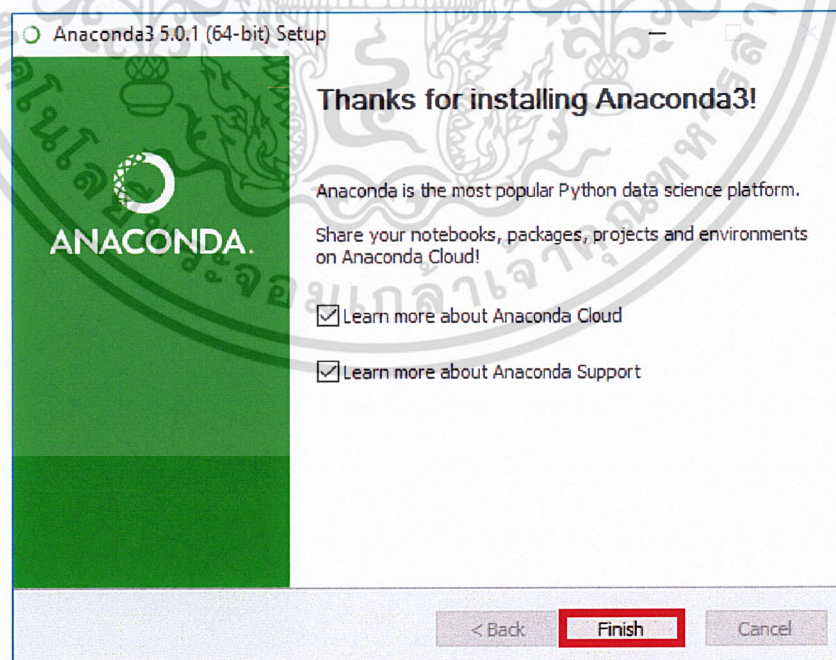 Anaconda3 5.0.1 (64-bit) Setup
Thanks for installing Anaconda3!
ANACONDA.
Anaconda is the most popular Python data science platform.
Share your notebooks, packages, projects and environments
on Anaconda Cloud!
Learn more about Anaconda Cloud
Learn more about Anaconda Support
< Back
Finish
Cancel